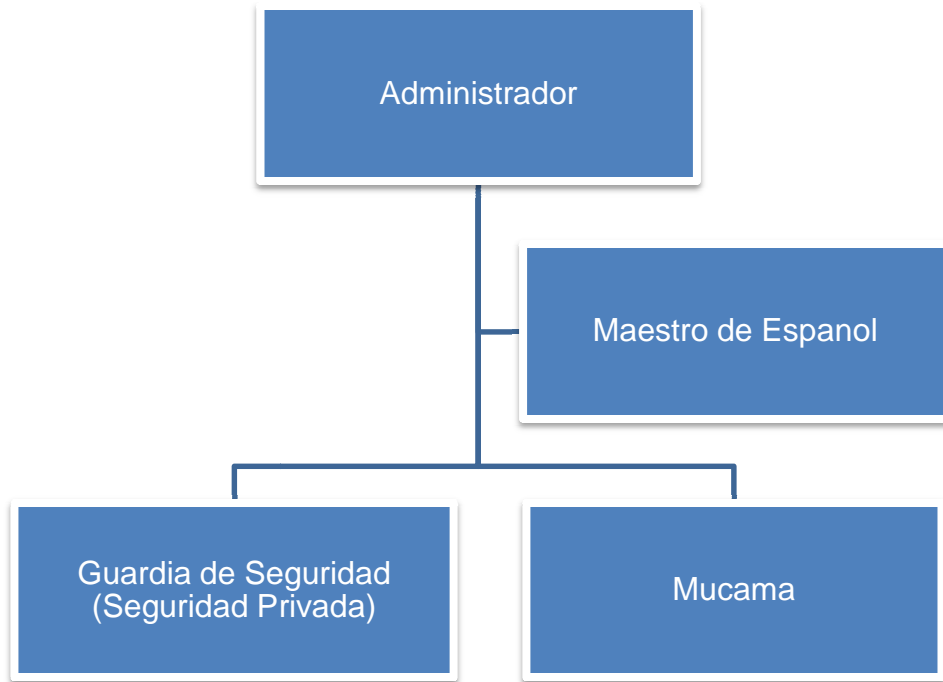 Administrador
Maestro de Espanol
Guardia de Seguridad
(Seguridad Privada)
Mucama